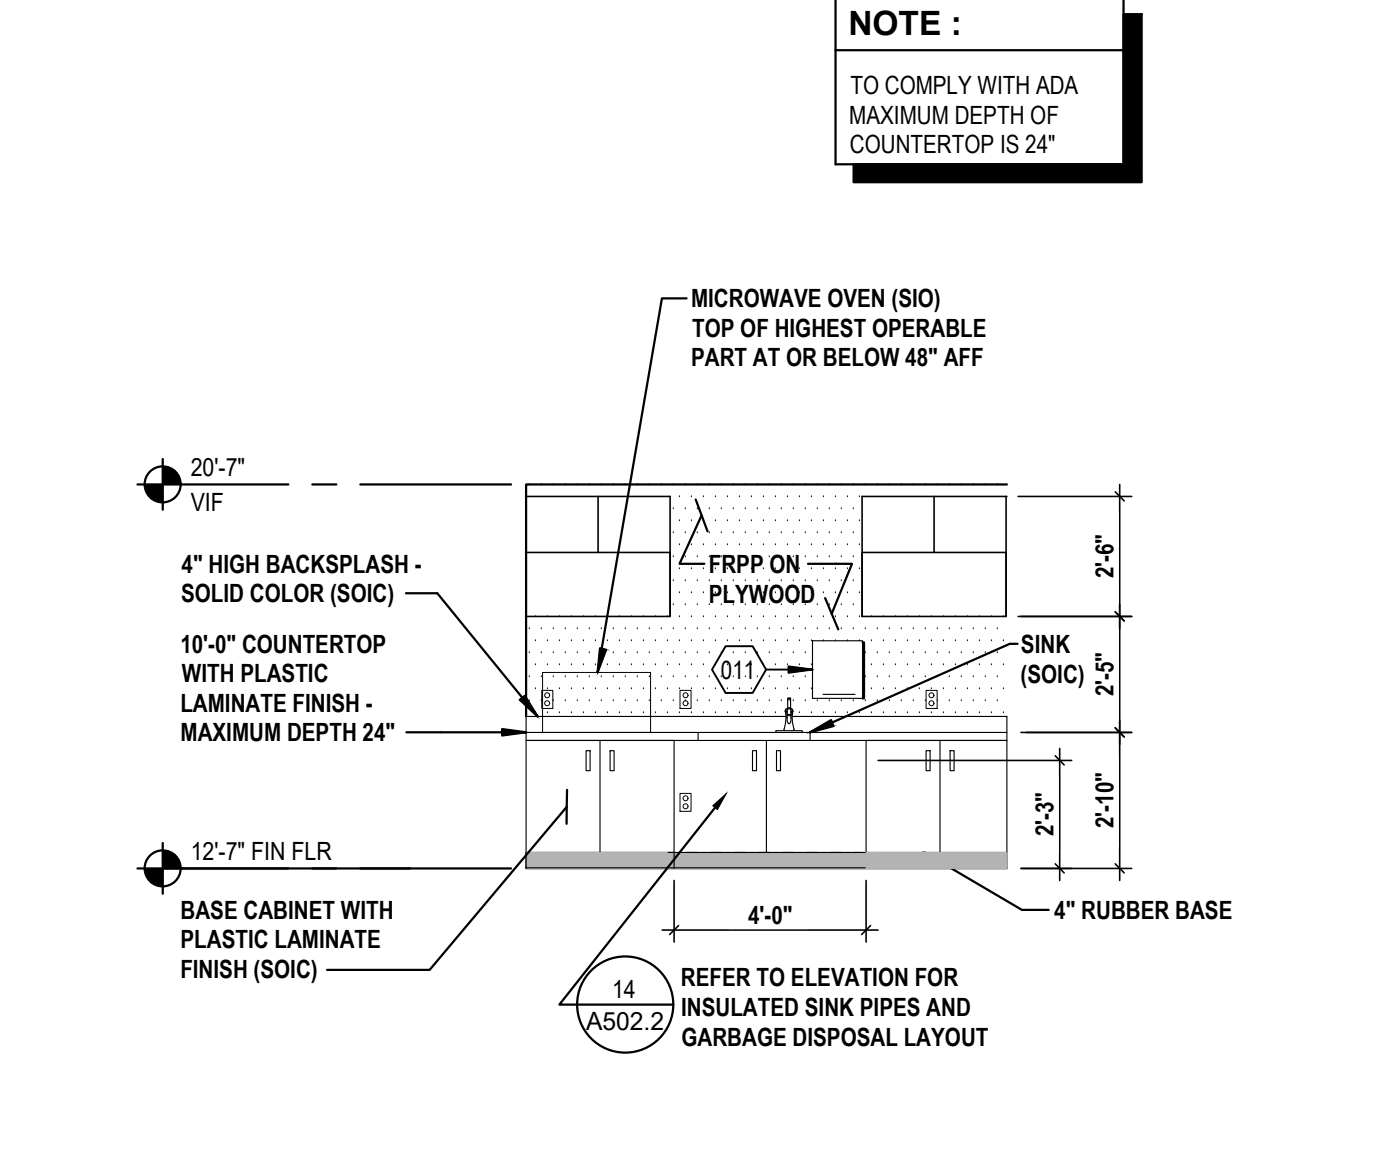 NOTE :
TO COMPLY WITH ADA
MAXIMUM DEPTH OF
COUNTERTOP IS 24"
MICROWAVE OVEN (SIO)
TOP OF HIGHEST OPERABLE
PART AT OR BELOW 48" AFF
20'-7"
VIF
4" HIGH BACKSPLASH -
SOLID COLOR (SOIC)
10'-0" COUNTERTOP
WITH PLASTIC
LAMINATE FINISH -
MAXIMUM DEPTH 24"
FRPP ON
PLYWOOD
011
SINK
(SOIC)
2'-6"
2'-5"
2'-10"
2'-3"
12'-7" FIN FLR
BASE CABINET WITH
PLASTIC LAMINATE
FINISH (SOIC)
4'-0"
4" RUBBER BASE
14
A502.2
REFER TO ELEVATION FOR
INSULATED SINK PIPES AND
GARBAGE DISPOSAL LAYOUT